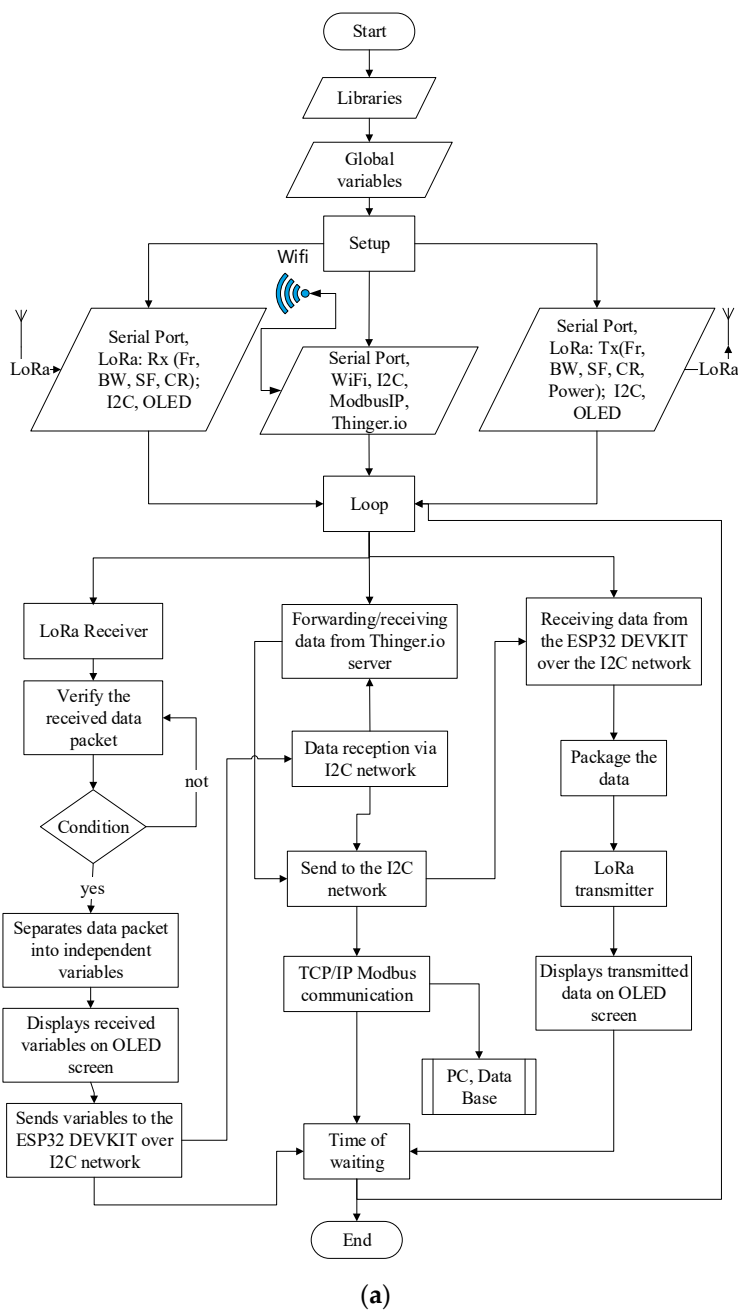 Start
Libraries
Global
variables
Setup
Wifi
LoRa
Serial Port,
LoRa: Rx (Fr,
BW, SF, CR);
I2C, OLED
Serial Port,
WiFi, I2C,
ModbusIP,
Thinger.io
Serial Port,
LoRa: Tx(Fr,
BW, SF, CR,
Power); I2C,
OLED
LoRa
Loop
LoRa Receiver
Verify the
received data
packet
not
Condition
yes
Separates data packet
into independent
variables
Displays received
variables on OLED
screen
Sends variables to the
ESP32 DEVKIT over
I2C network
Forwarding/receiving
data from Thinger.io
server
Data reception via
I2C network
Send to the I2C
network
TCP/IP Modbus
communication
PC, Data
Base
Receiving data from
the ESP32 DEVKIT
over the I2C network
Package the
data
LoRa
transmitter
Displays transmitted
data on OLED
screen
Time of
waiting
End
(a)